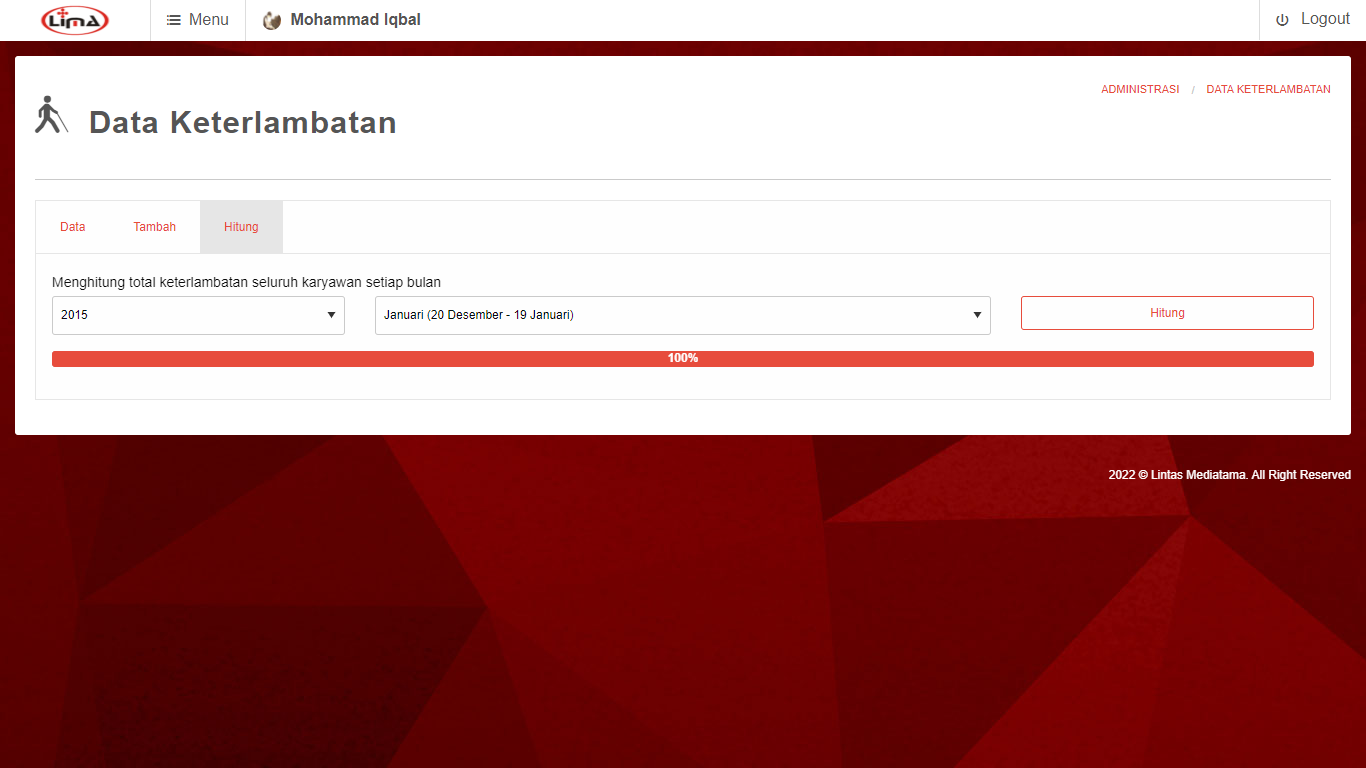 LimA Menu Mohammad Iqbal Logout
ADMINISTRASI / DATA KETERLAMBATAN
Data Keterlambatan
Data Tambah Hitung
Menghitung total keterlambatan seluruh karyawan setiap bulan
2015 Januari (20 Desember - 19 Januari) Hitung
100%
2022 © Lintas Mediatama. All Right Reserved